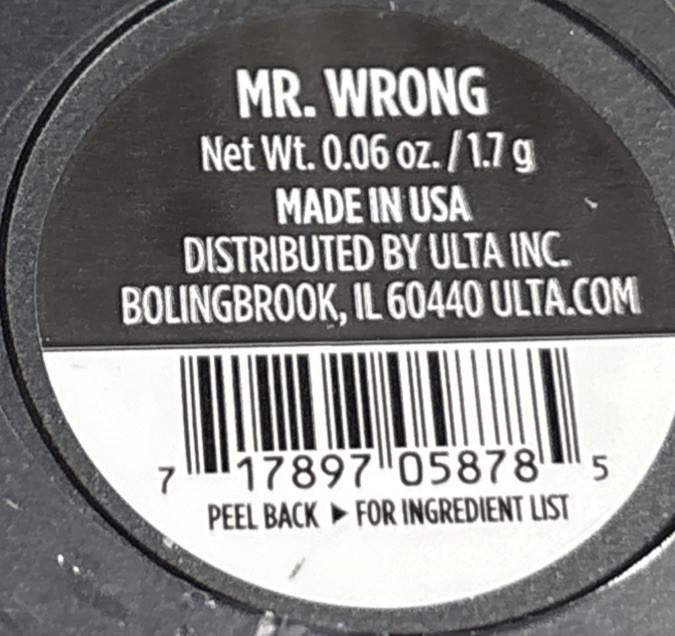 MR. WRONG
Net Wt. 0.06 oz. / 1.7 g
MADE IN USA
DISTRIBUTED BY ULTA INC.
BOLINGBROOK, IL 60440 ULTA.COM
7 17897 05878 5
PEEL BACK ▶ FOR INGREDIENT LIST